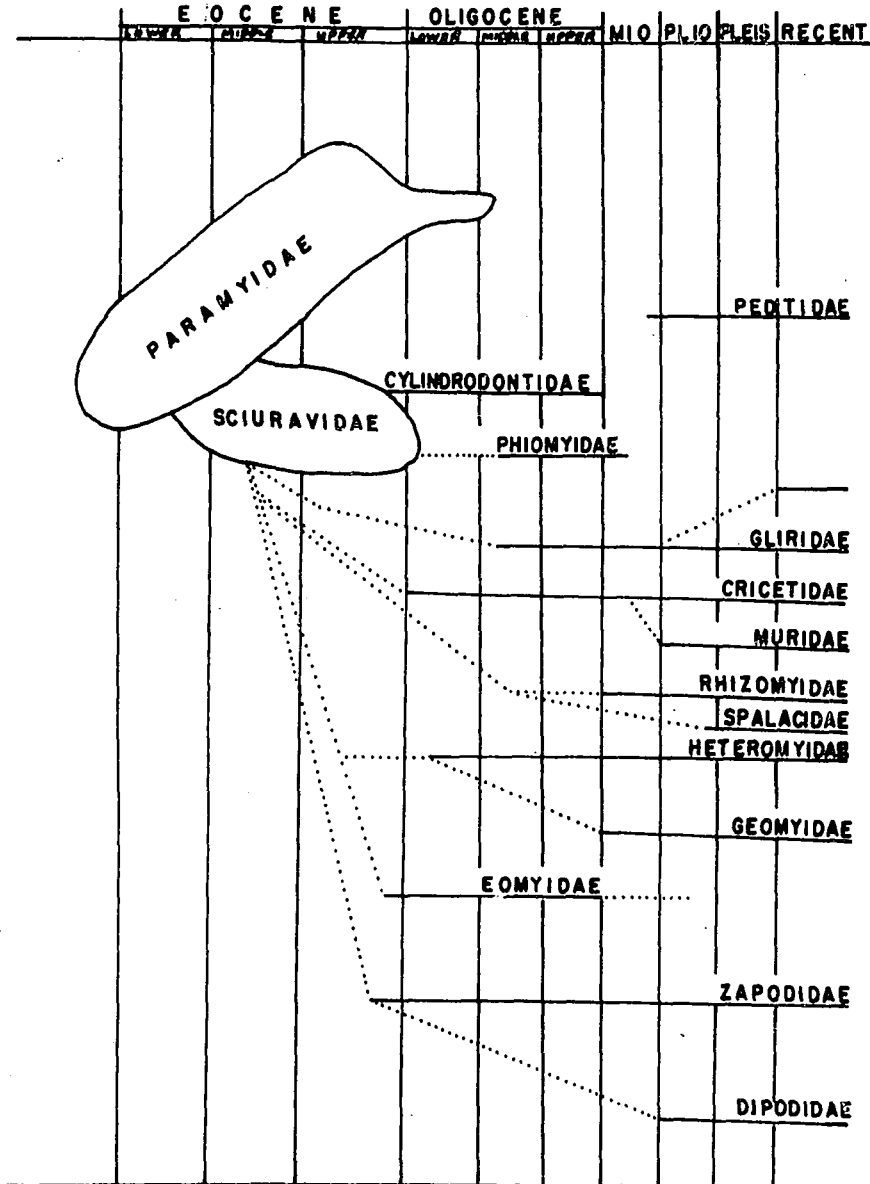 EOCENE OLIGOCENE
LOWER MIDDLE UPPER LOWER MIDDLE UPPER MIO PLIO PLEIS RECENT
PARAMYIDAE
PEDITIDAE
CYLINDRODONTIDAE
SCIURAVIDAE
PHIOMYIDAE
GLIRIDAE
CRICETIDAE
MURIDAE
RHIZOMYIDAE
SPALACIDAE
HETEROMYIDAE
GEOMYIDAE
EOMYIDAE
ZAPODIDAE
DIPODIDAE